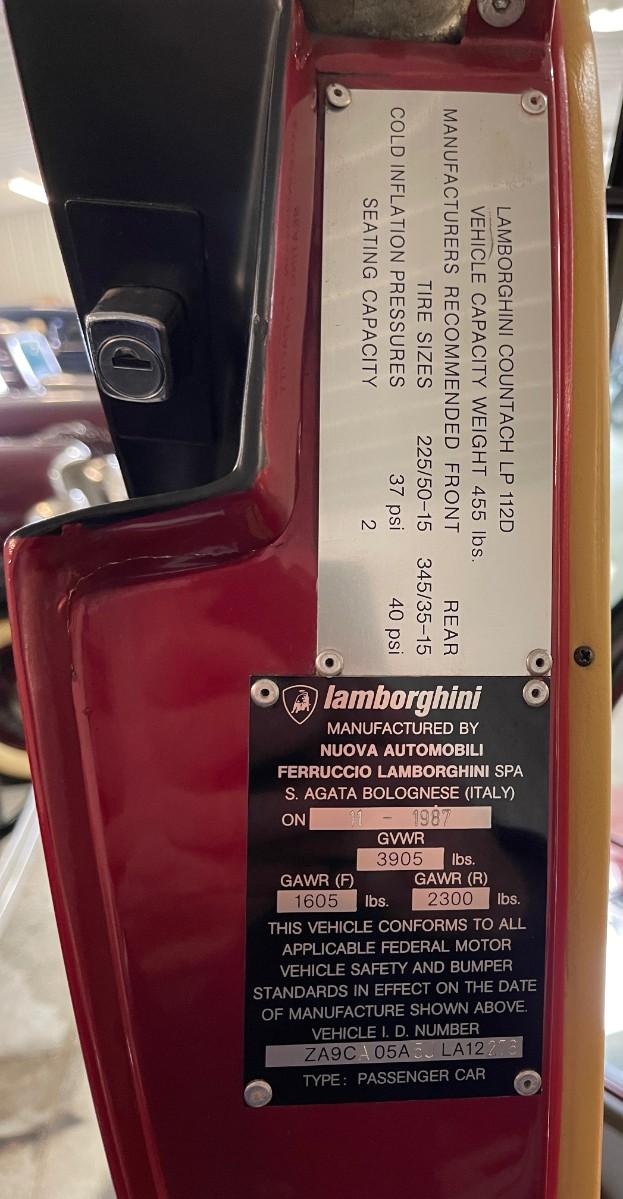 LAMBORGHINI COUNTACH LP 112D
VEHICLE CAPACITY WEIGHT 455 lbs.
MANUFACTURERS RECOMMENDED FRONT REAR
TIRE SIZES 225/50-15 345/35-15
COLD INFLATION PRESSURES 37 psi 40 psi
SEATING CAPACITY 2
lamborghini
MANUFACTURED BY
NUOVA AUTOMOBILI
FERRUCCIO LAMBORGHINI SPA
S. AGATA BOLOGNESE (ITALY)
ON 11 - 1987
GVWR
3905 lbs.
GAWR (F) GAWR (R)
1605 lbs. 2300 lbs.
THIS VEHICLE CONFORMS TO ALL
APPLICABLE FEDERAL MOTOR
VEHICLE SAFETY AND BUMPER
STANDARDS IN EFFECT ON THE DATE
OF MANUFACTURE SHOWN ABOVE.
VEHICLE I. D. NUMBER
TYPE: PASSENGER CAR